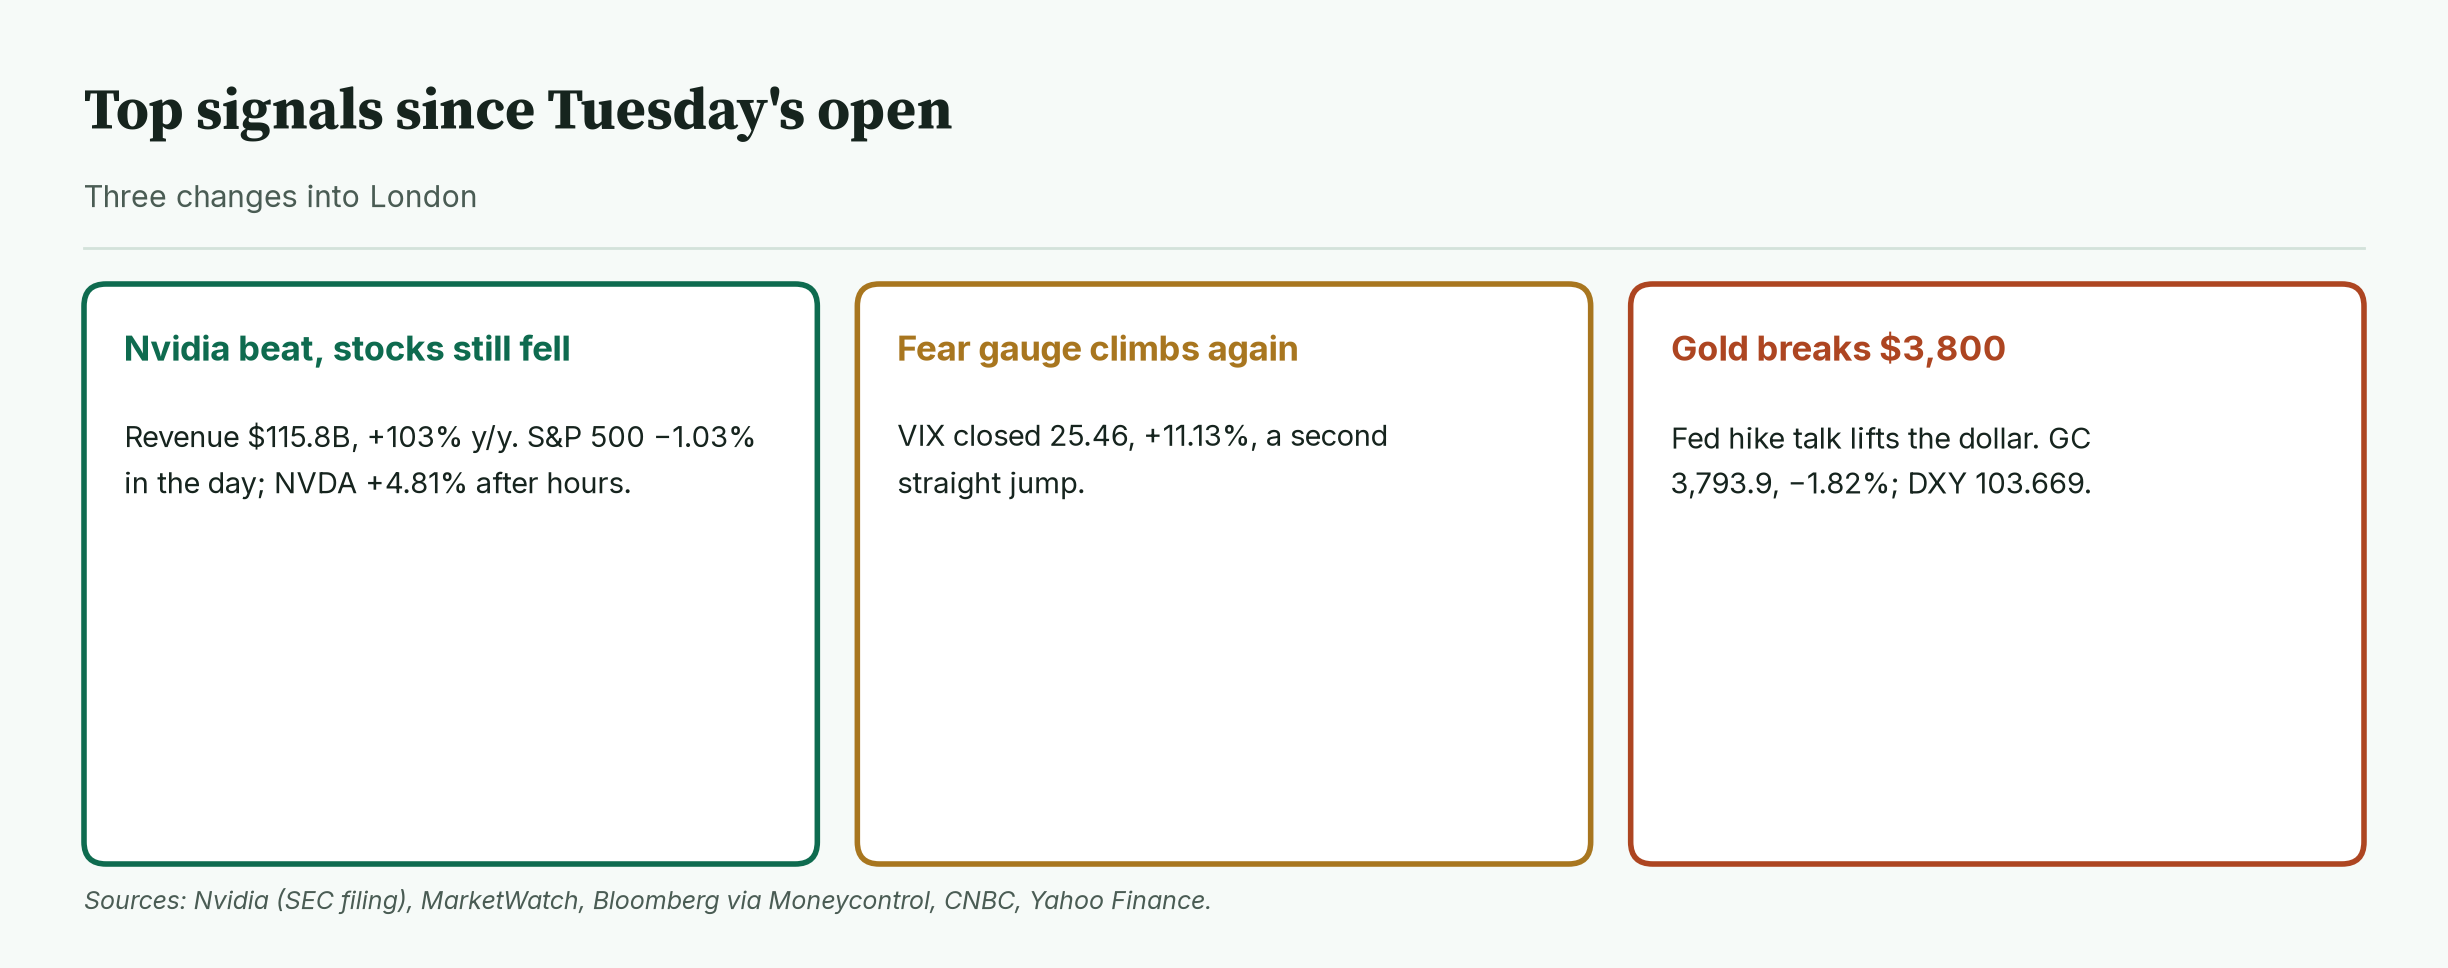 Top signals since Tuesday's open
Three changes into London
Nvidia beat, stocks still fell
Revenue $115.8B, +103% y/y. S&P 500 −1.03%
in the day; NVDA +4.81% after hours.
Fear gauge climbs again
VIX closed 25.46, +11.13%, a second
straight jump.
Gold breaks $3,800
Fed hike talk lifts the dollar. GC
3,793.9, −1.82%; DXY 103.669.
Sources: Nvidia (SEC filing), MarketWatch, Bloomberg via Moneycontrol, CNBC, Yahoo Finance.